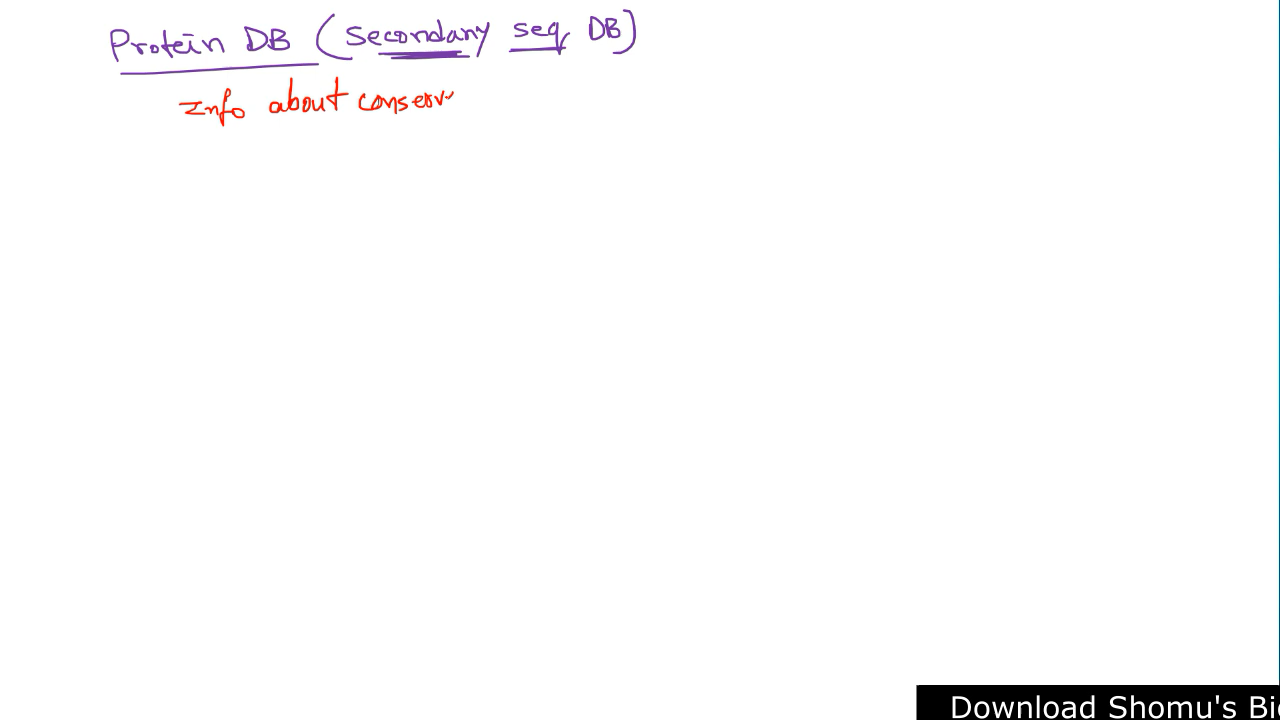 Protein DB (Secondary seq DB)
Info about conserv
Download Shomu's Bi